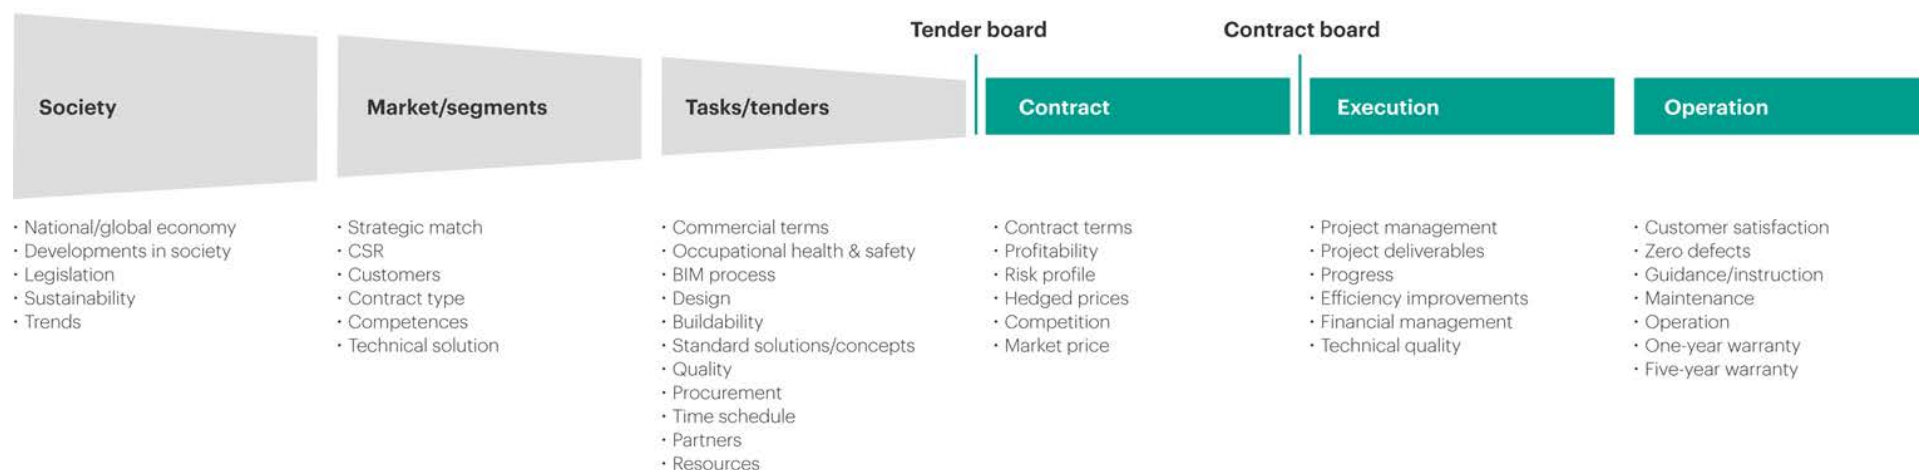 Tender board
Contract board
Society
Market/segments
Tasks/tenders
Contract
Execution
Operation
· National/global economy
· Developments in society
· Legislation
· Sustainability
· Trends
· Strategic match
· CSR
· Customers
· Contract type
· Competences
· Technical solution
· Commercial terms
· Occupational health & safety
· BIM process
· Design
· Buildability
· Standard solutions/concepts
· Quality
· Procurement
· Time schedule
· Partners
· Resources
· Contract terms
· Profitability
· Risk profile
· Hedged prices
· Competition
· Market price
· Project management
· Project deliverables
· Progress
· Efficiency improvements
· Financial management
· Technical quality
· Customer satisfaction
· Zero defects
· Guidance/instruction
· Maintenance
· Operation
· One-year warranty
· Five-year warranty